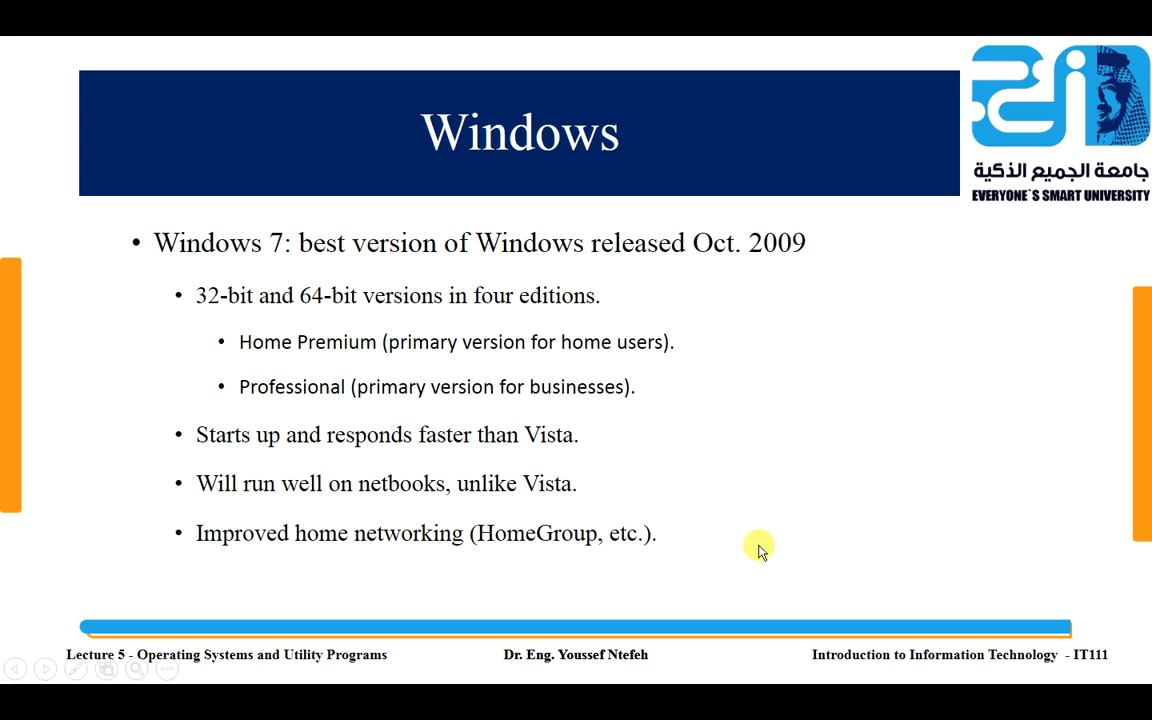 Windows
جامعة الجميع الذكية
EVERYONE`S SMART UNIVERSITY
• Windows 7: best version of Windows released Oct. 2009
• 32-bit and 64-bit versions in four editions.
• Home Premium (primary version for home users).
• Professional (primary version for businesses).
• Starts up and responds faster than Vista.
• Will run well on netbooks, unlike Vista.
• Improved home networking (HomeGroup, etc.).
Lecture 5 - Operating Systems and Utility Programs
Dr. Eng. Youssef Ntefeh
Introduction to Information Technology - IT111